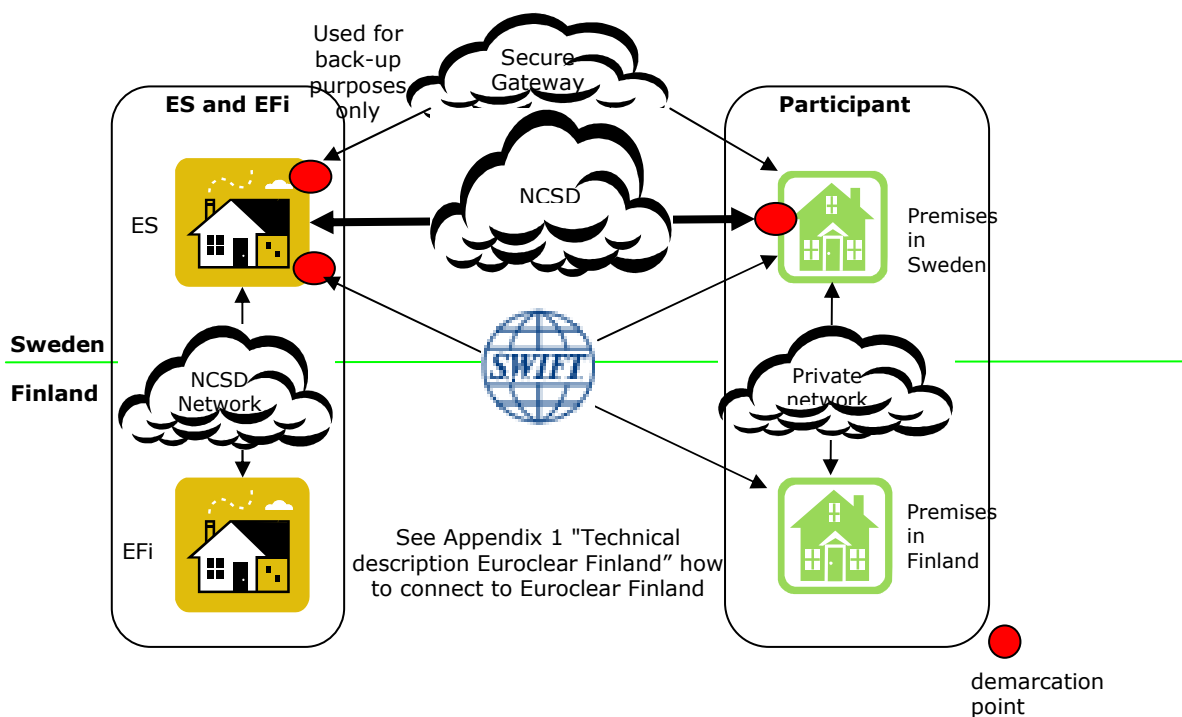 Used for
back-up
purposes
only
Secure
Gateway
ES and EFi
Participant
NCSD
ES
Premises
in
Sweden
Sweden
Finland
NCSD
Network
SWIFT
Private
network
EFi
Premises
in
Finland
See Appendix 1 "Technical
description Euroclear Finland” how
to connect to Euroclear Finland
demarcation
point